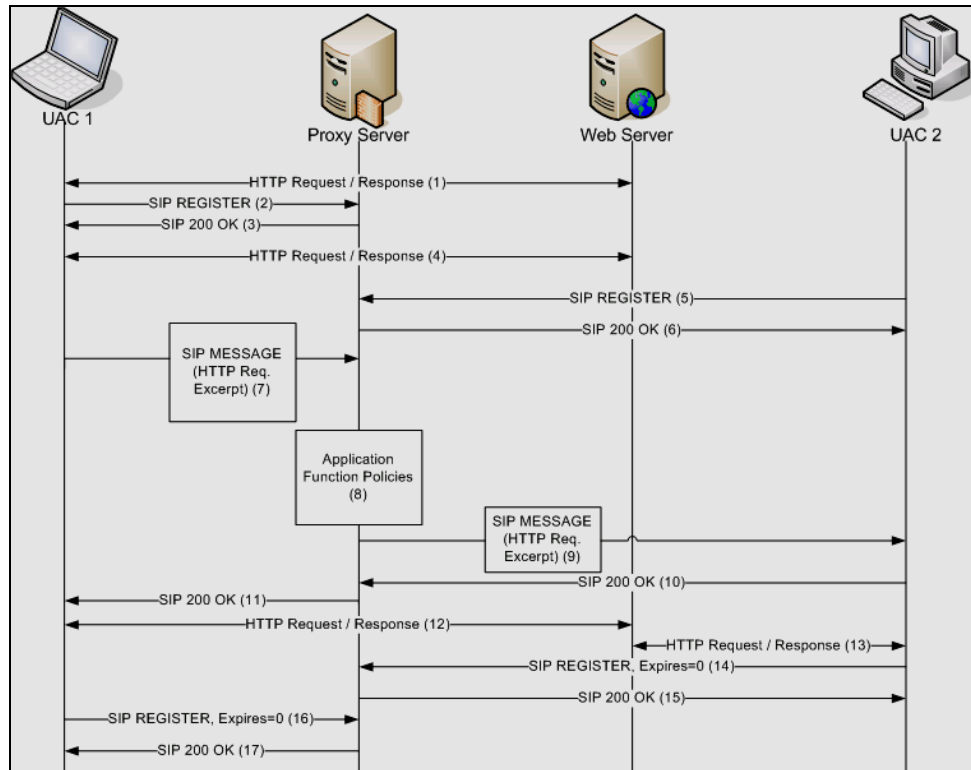 UAC 1
Proxy Server
Web Server
UAC 2
HTTP Request / Response (1)
SIP REGISTER (2)
SIP 200 OK (3)
HTTP Request / Response (4)
SIP REGISTER (5)
SIP 200 OK (6)
SIP MESSAGE
(HTTP Req.
Excerpt) (7)
Application
Function Policies
(8)
SIP MESSAGE
(HTTP Req.
Excerpt) (9)
SIP 200 OK (10)
SIP 200 OK (11)
HTTP Request / Response (12)
HTTP Request / Response (13)
SIP REGISTER, Expires=0 (14)
SIP 200 OK (15)
SIP REGISTER, Expires=0 (16)
SIP 200 OK (17)